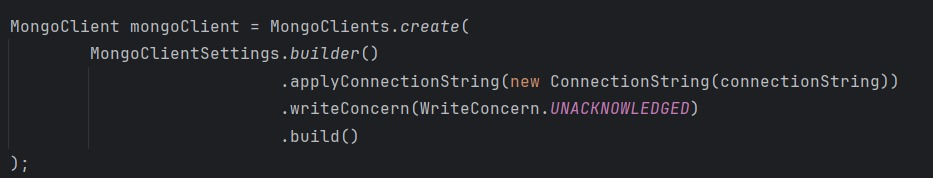 MongoClient mongoClient = MongoClients.create(
MongoClientSettings.builder()
.applyConnectionString(new ConnectionString(connectionString))
.writeConcern(WriteConcern.UNACKNOWLEDGED)
.build()
);